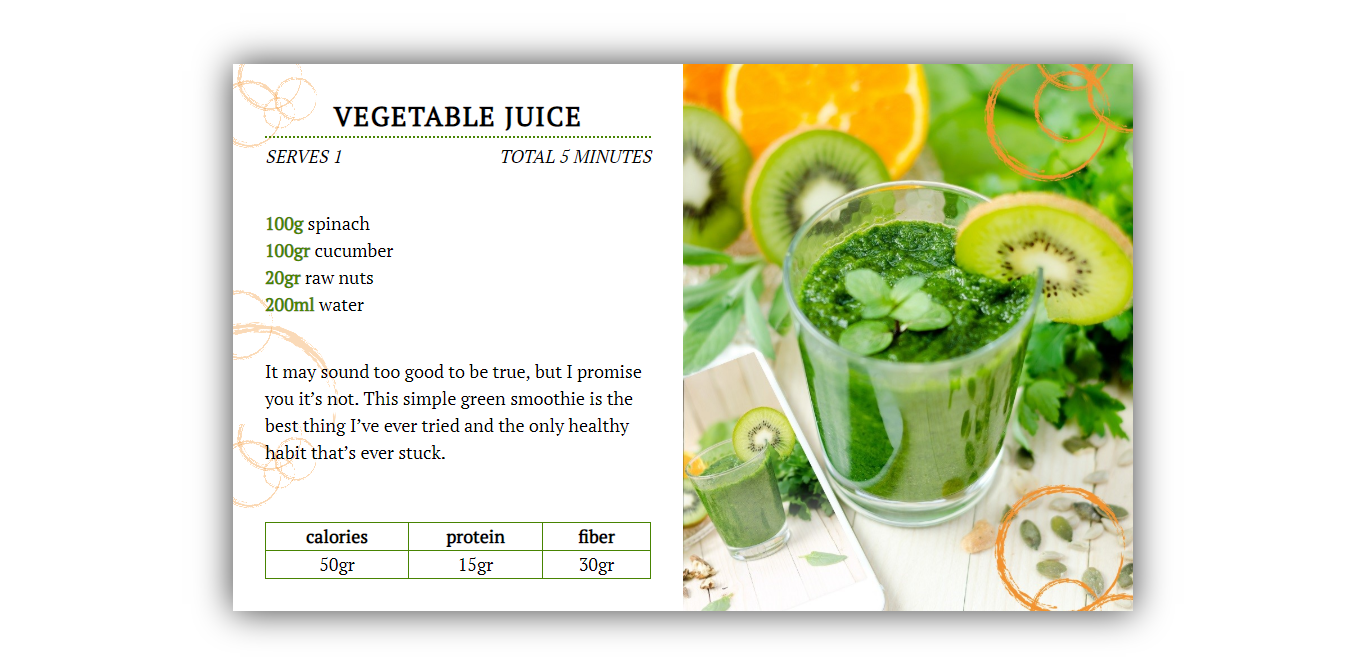 VEGETABLE JUICE
SERVES 1 TOTAL 5 MINUTES
100g spinach
100gr cucumber
20gr raw nuts
200ml water
It may sound too good to be true, but I promise
you it’s not. This simple green smoothie is the
best thing I’ve ever tried and the only healthy
habit that’s ever stuck.
calories protein fiber
50gr 15gr 30gr